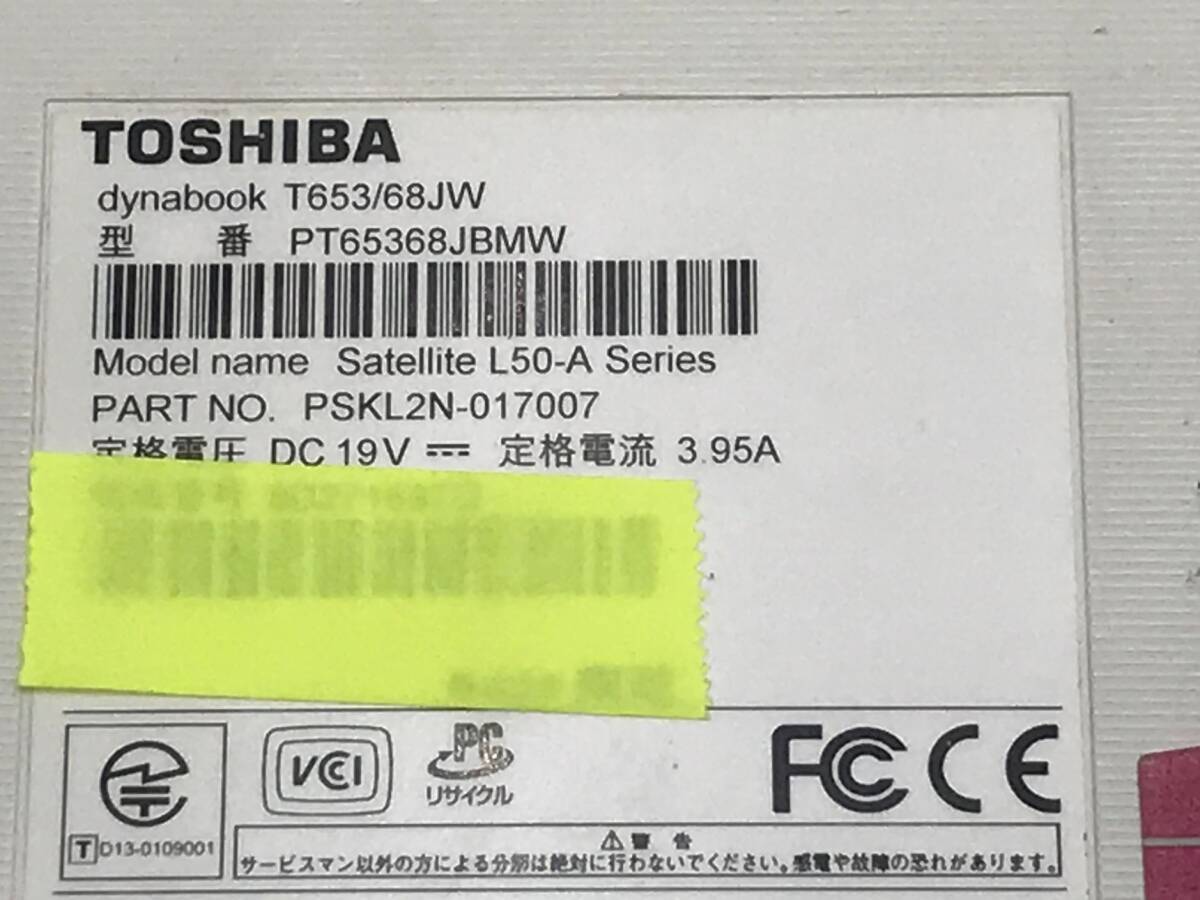 TOSHIBA
dynabook T653/68JW
型 番 PT65368JBMW
Model name Satellite L50-A Series
PART NO. PSKL2N-017007
定格電圧 DC 19V ⎓ 定格電流 3.95A
VCI
PC
リサイクル
FC CE
T D13-0109001
⚠警 告
サービスマン以外の方による分解は絶対に行わないでください。感電や故障の恐れがあります。